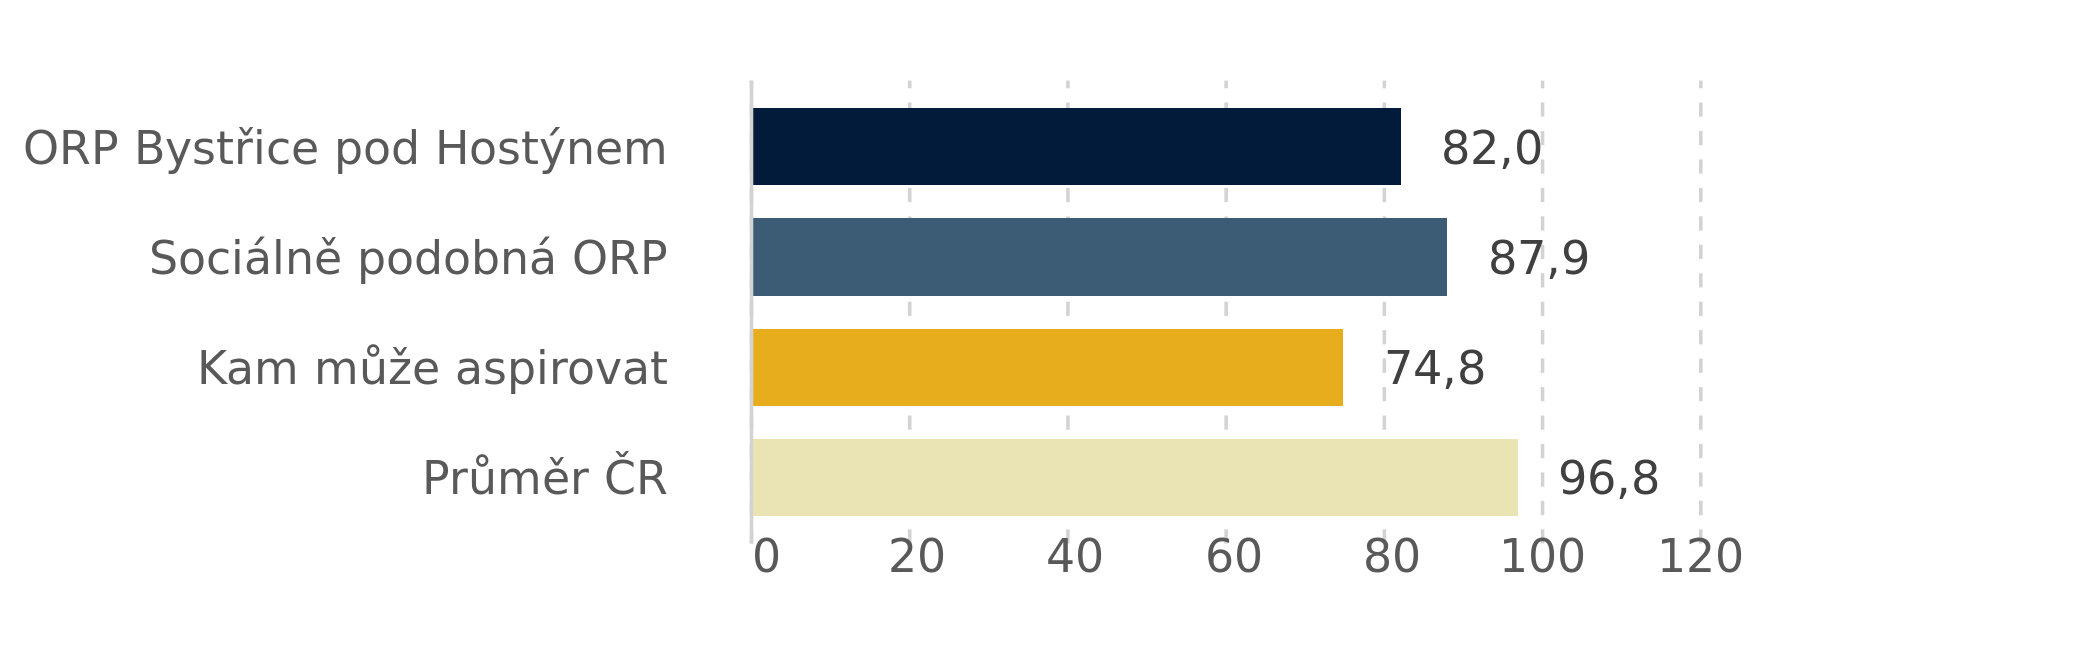 ORP Bystřice pod Hostýnem 82,0
Sociálně podobná ORP 87,9
Kam může aspirovat 74,8
Průměr ČR 96,8
0 20 40 60 80 100 120